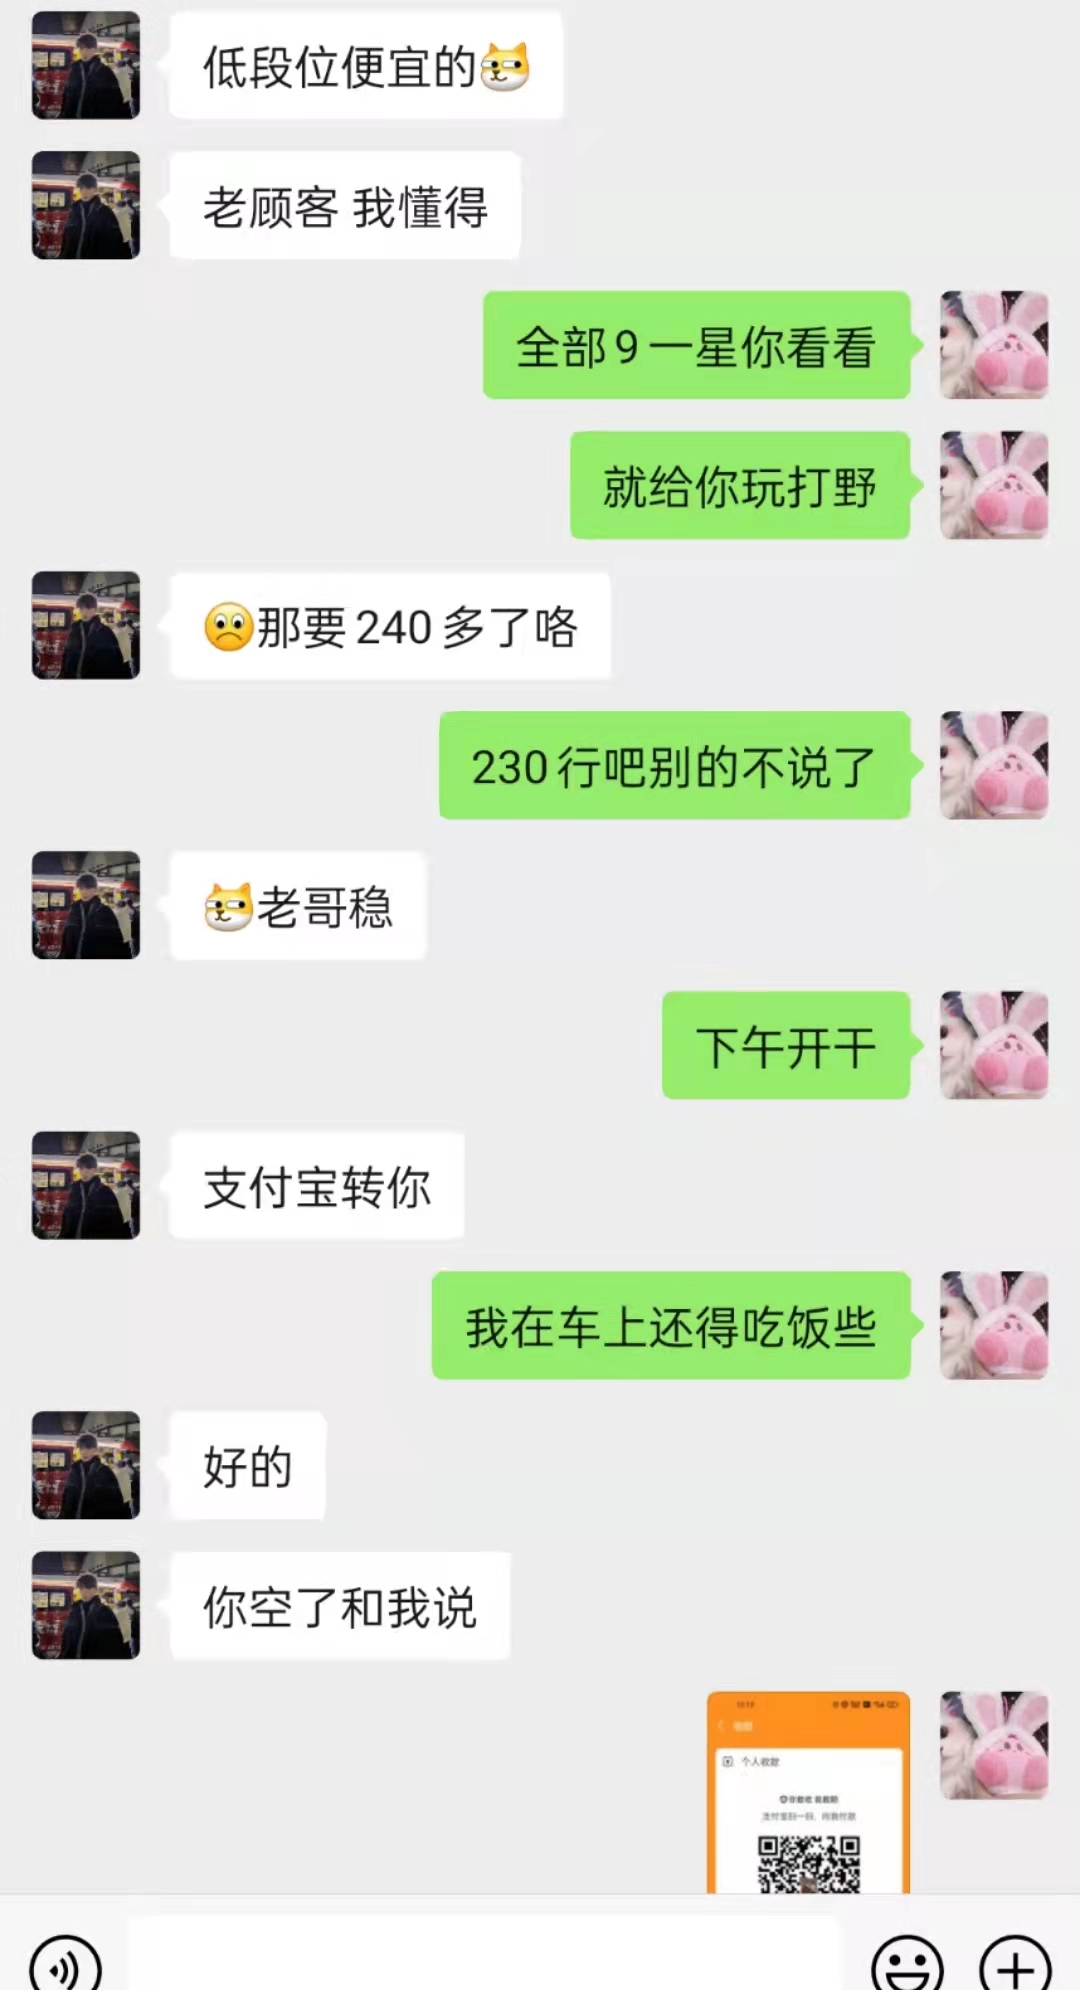 低段位便宜的
老顾客 我懂得
全部9一星你看看
就给你玩打野
那要240多了咯
230行吧别的不说了
老哥稳
下午开干
支付宝转你
我在车上还得吃饭些
好的
你空了和我说
个人收款